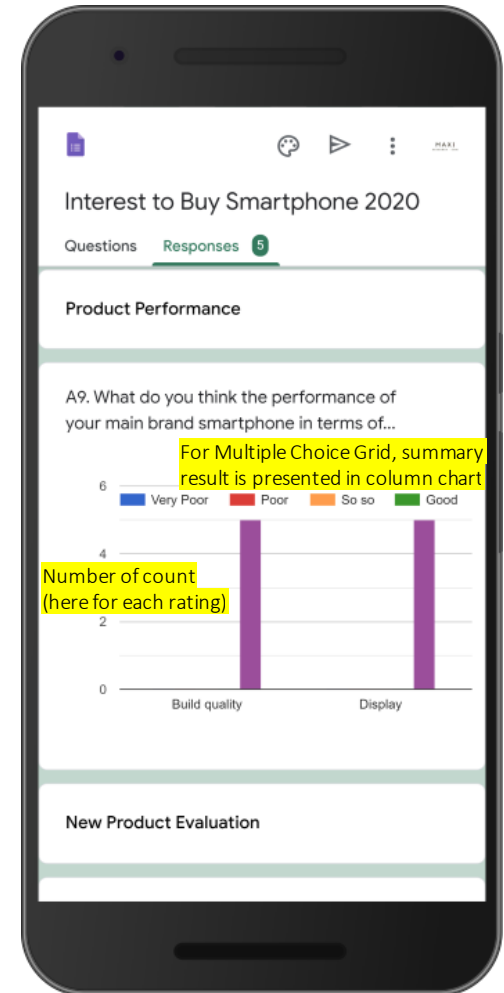 MAXI
Interest to Buy Smartphone 2020
Questions Responses 5
Product Performance
A9. What do you think the performance of
your main brand smartphone in terms of...
For Multiple Choice Grid, summary
result is presented in column chart
6
Very Poor Poor So so Good
4
Number of count
(here for each rating)
2
0
Build quality Display
New Product Evaluation